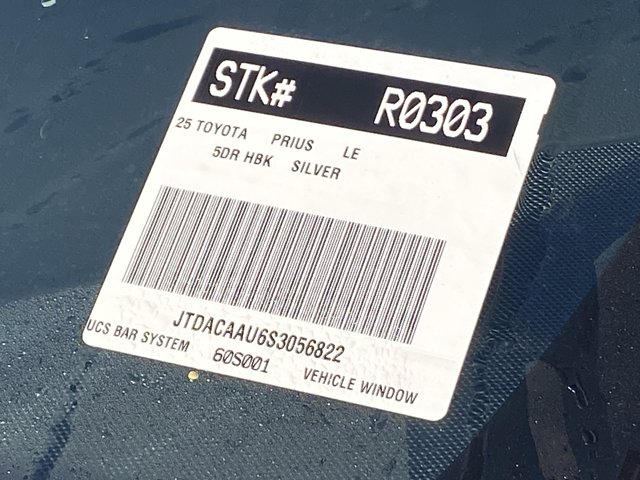 STK# R0303
25 TOYOTA PRIUS LE
5DR HBK SILVER
JTDACAAU6S3056822
UCS BAR SYSTEM 60S001 VEHICLE WINDOW